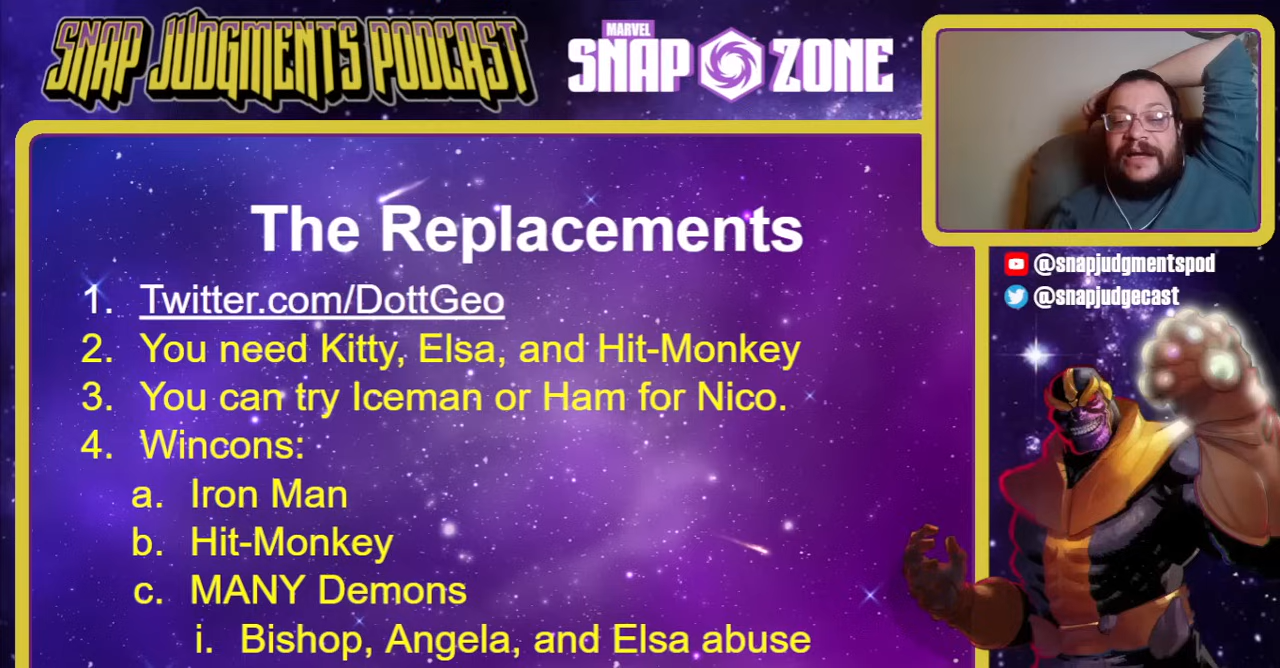 SNAP JUDGMENTS PODCAST
MARVEL
SNAP ZONE
The Replacements
1. Twitter.com/DottGeo
2. You need Kitty, Elsa, and Hit-Monkey
3. You can try Iceman or Ham for Nico.
4. Wincons:
a. Iron Man
b. Hit-Monkey
c. MANY Demons
i. Bishop, Angela, and Elsa abuse
@snapjudgmentspod
@snapjudgecast